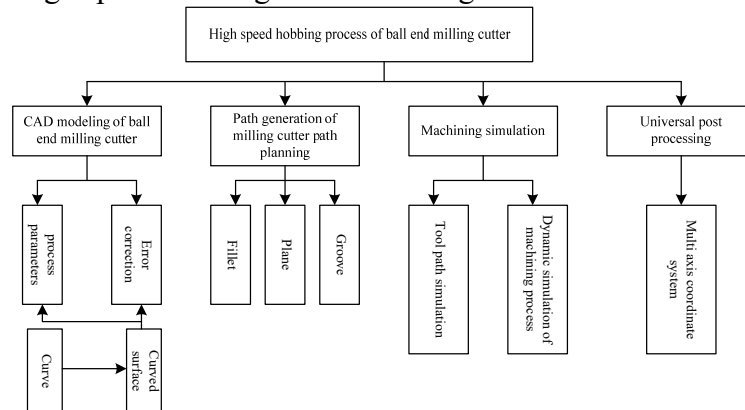 High speed hobbing process of ball end milling cutter
CAD modeling of ball
end milling cutter
Path generation of
milling cutter path
planning
Machining simulation
Universal post
processing
process
parameters
Error
correction
Fillet
Plane
Groove
Tool path simulation
Dynamic simulation of
machining process
Multi axis coordinate
system
Curve
Curved
surface